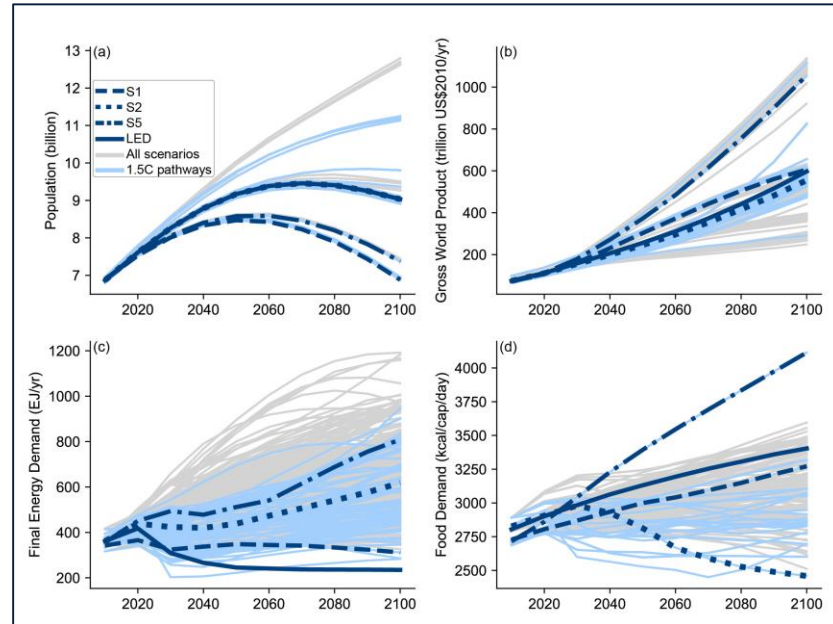 (a)
Population (billion)
13
12
11
10
9
8
7
S1
S2
S5
LED
All scenarios
1.5C pathways
2020 2040 2060 2080 2100
(b)
Gross World Product (trillion US$2010/yr)
1000
800
600
400
200
2020 2040 2060 2080 2100
(c)
Final Energy Demand (EJ/yr)
1200
1000
800
600
400
200
2020 2040 2060 2080 2100
(d)
Food Demand (kcal/cap/day)
4000
3750
3500
3250
3000
2750
2500
2020 2040 2060 2080 2100